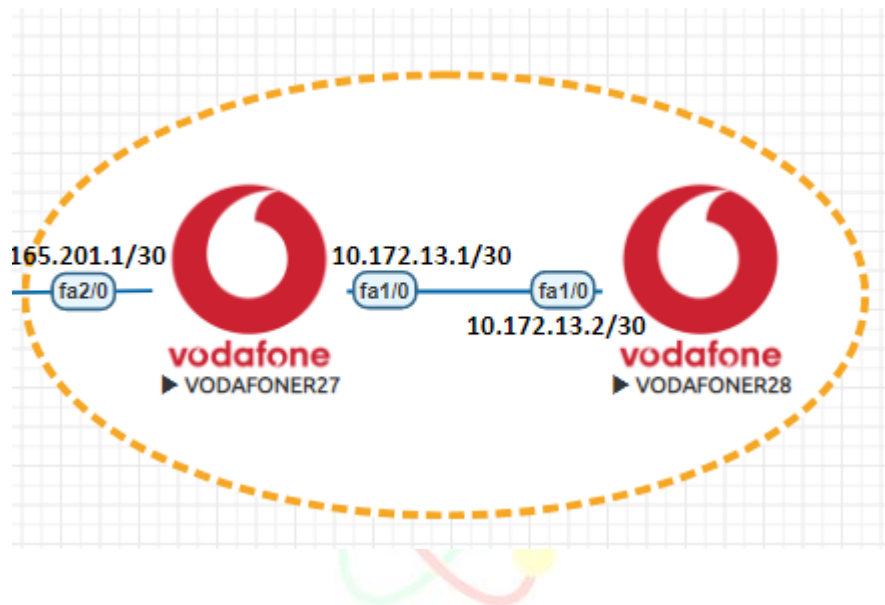 165.201.1/30
10.172.13.1/30
fa2/0
fa1/0
fa1/0
10.172.13.2/30
vodafone
vodafone
VODAFONER27
VODAFONER28